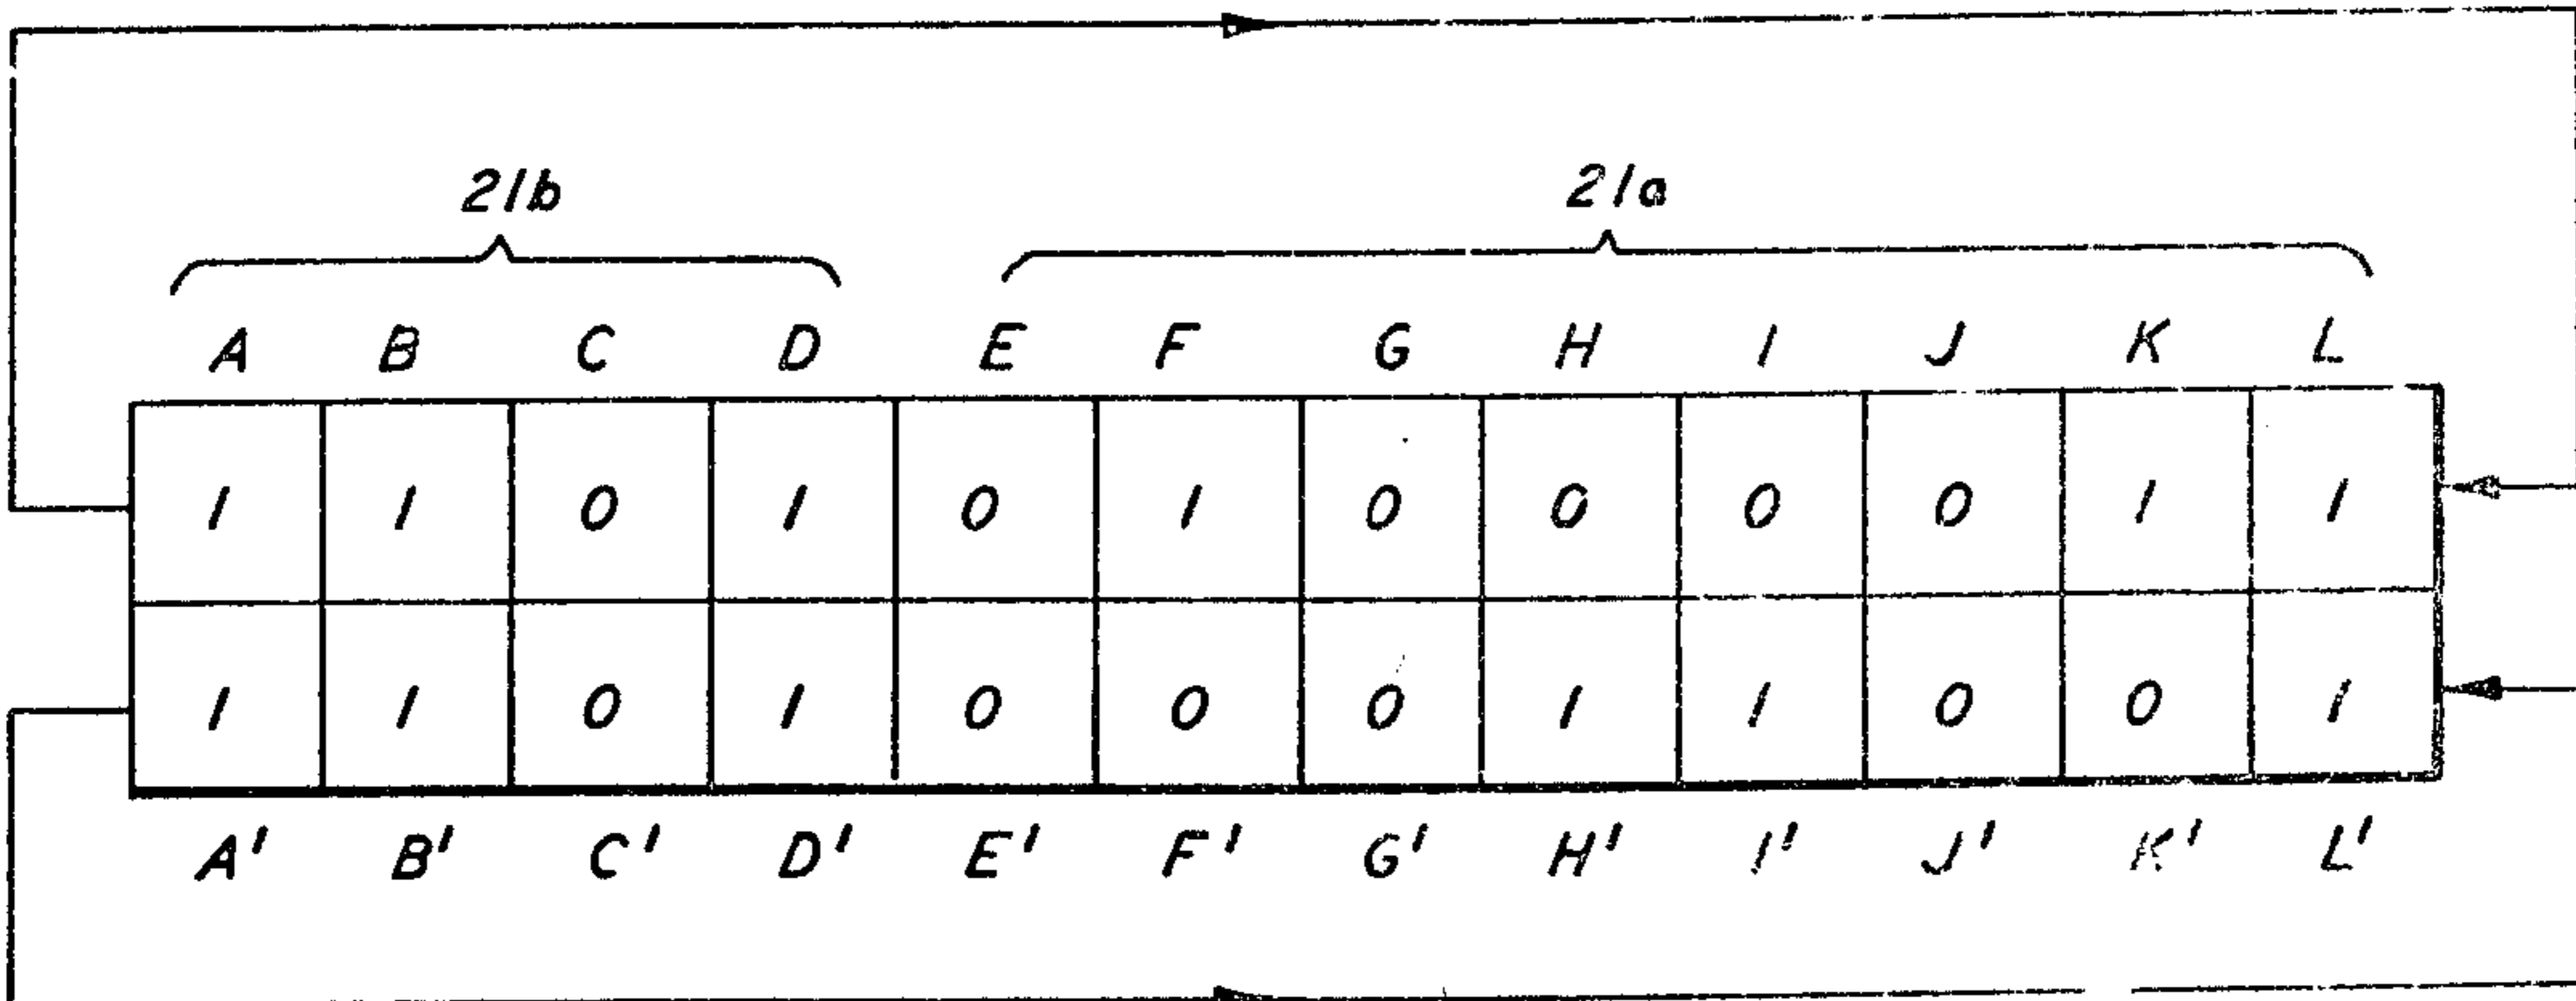 21b 21a
A B C D E F G H I J K L
1 1 0 1 0 1 0 0 0 0 1 1
1 1 0 1 0 0 0 1 1 0 0 1
A' B' C' D' E' F' G' H' I' J' K' L'